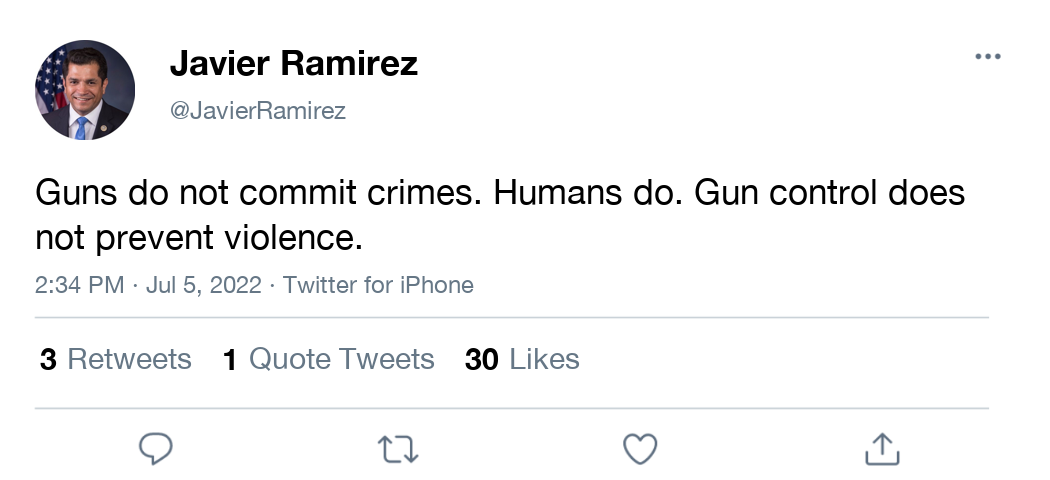 Javier Ramirez
@JavierRamirez
Guns do not commit crimes. Humans do. Gun control does
not prevent violence.
2:34 PM · Jul 5, 2022 · Twitter for iPhone
3 Retweets 1 Quote Tweets 30 Likes